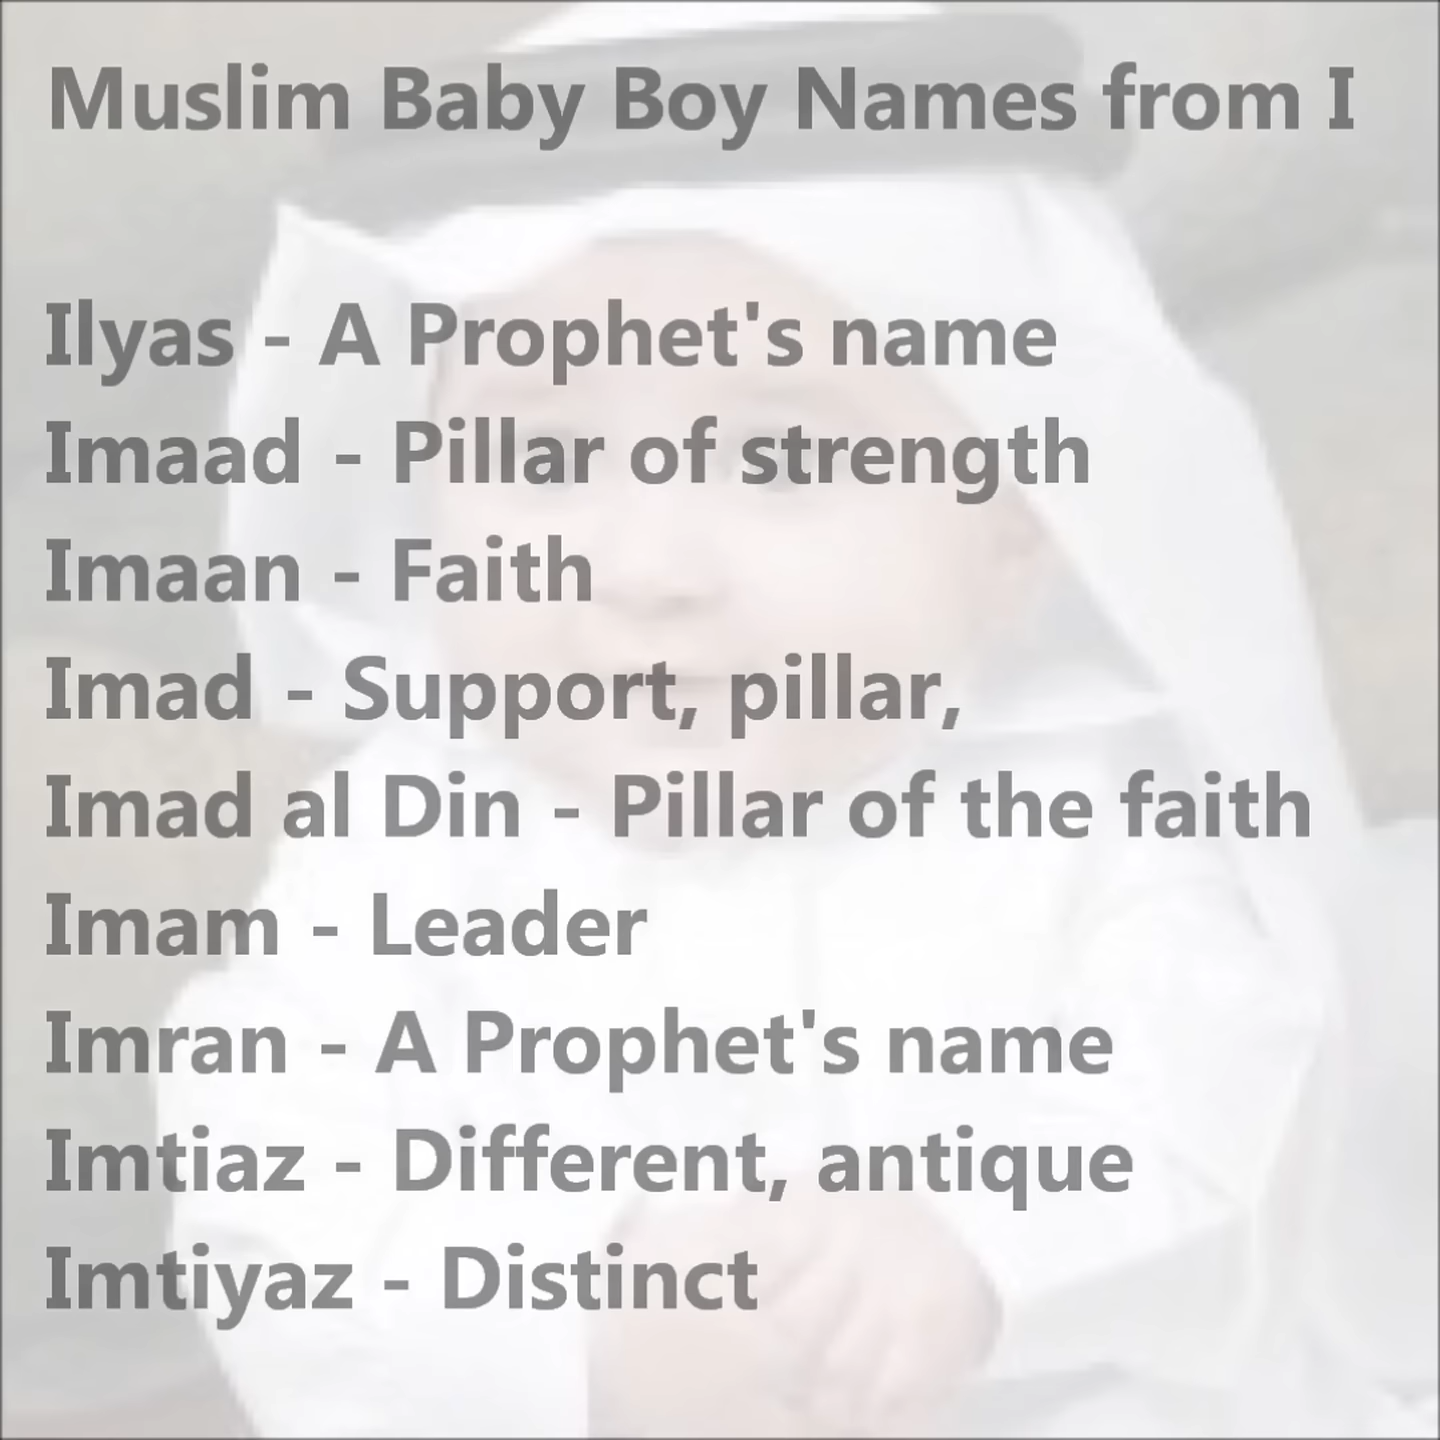 Muslim Baby Boy Names from I
Ilyas - A Prophet's name
Imaad - Pillar of strength
Imaan - Faith
Imad - Support, pillar,
Imad al Din - Pillar of the faith
Imam - Leader
Imran - A Prophet's name
Imtiaz - Different, antique
Imtiyaz - Distinct